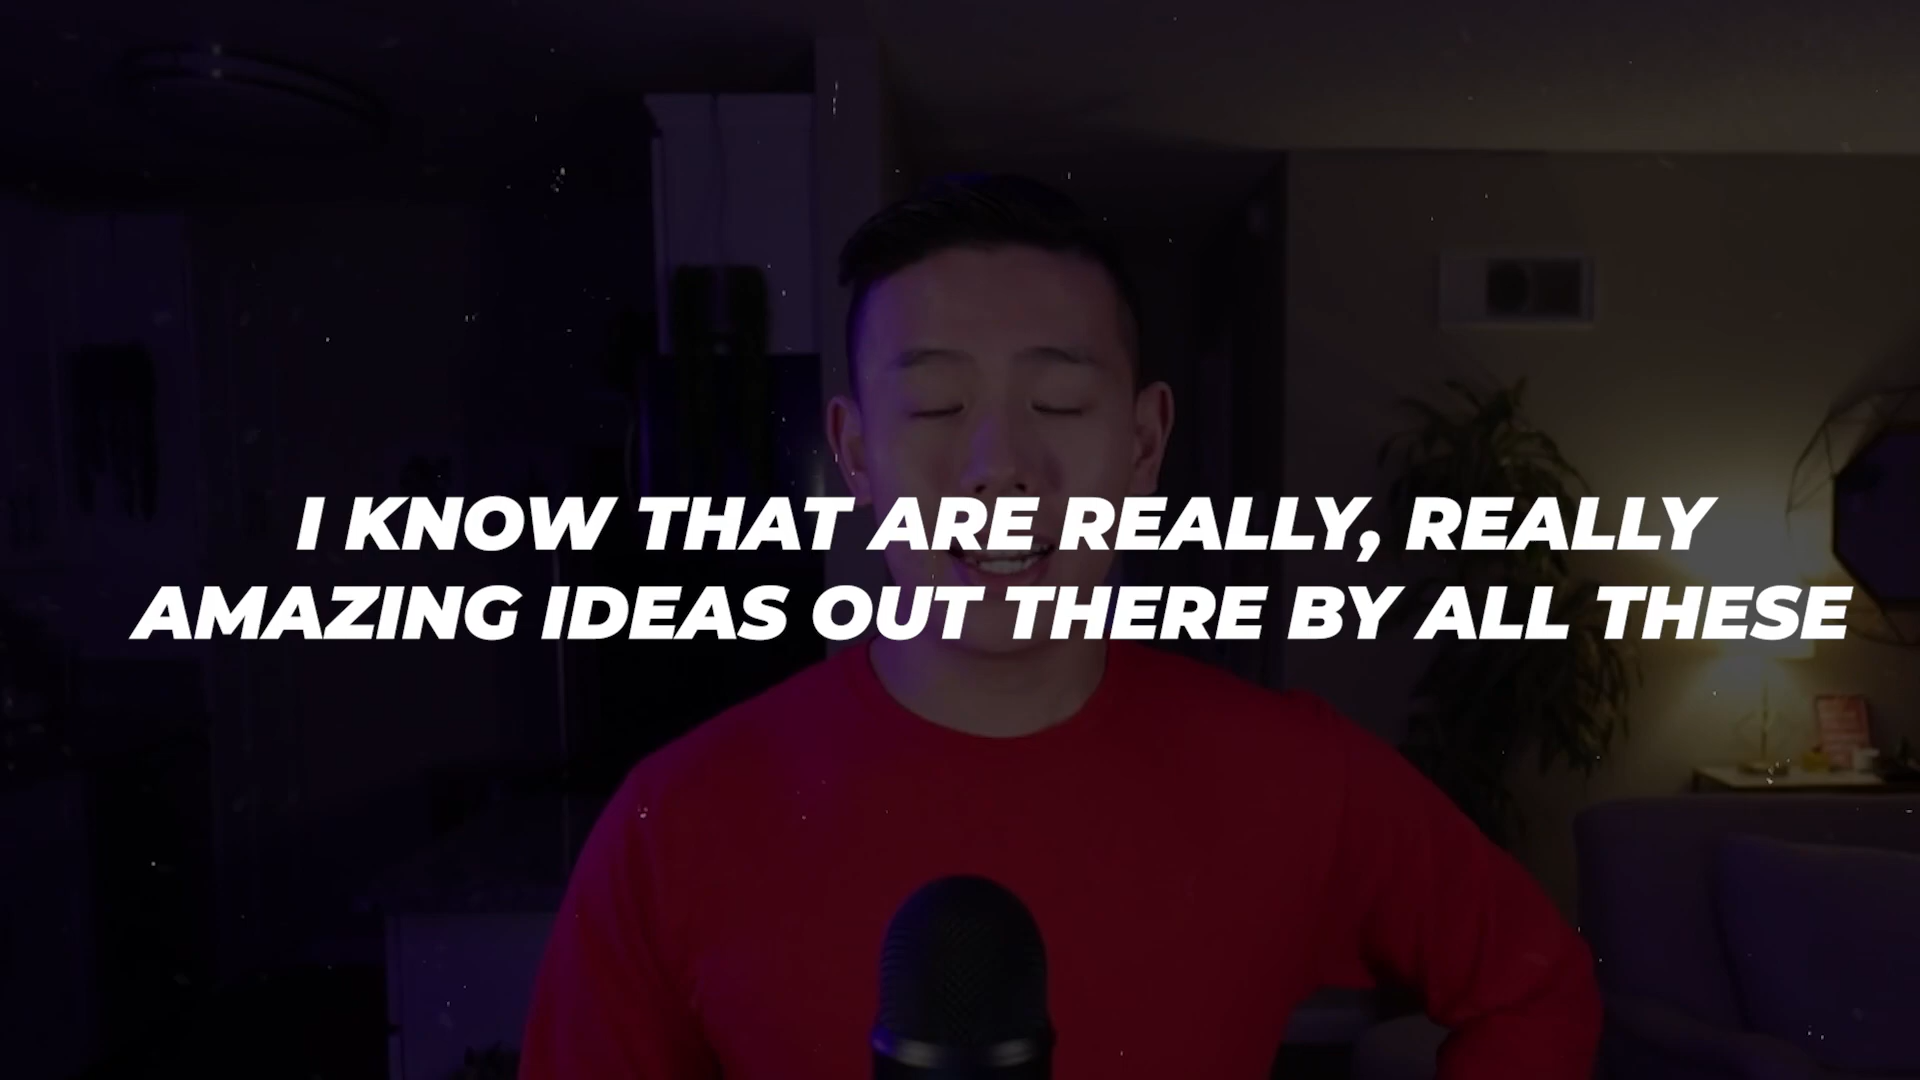 I KNOW THAT ARE REALLY, REALLY
AMAZING IDEAS OUT THERE BY ALL THESE